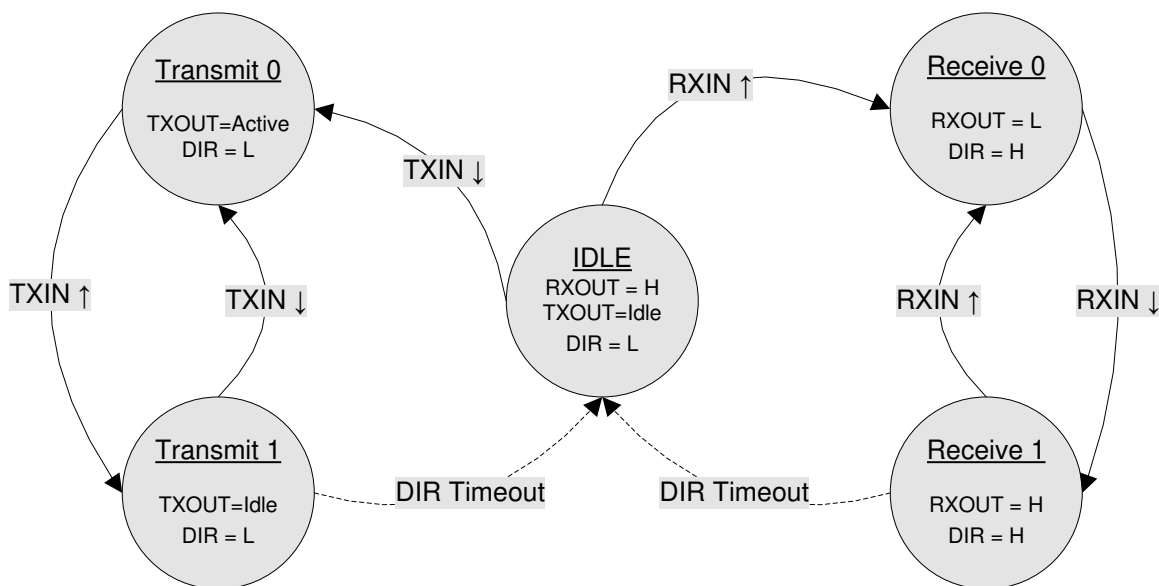 Transmit 0
TXOUT=Active
DIR = L
RXIN ↑
Receive 0
RXOUT = L
DIR = H
TXIN ↓
IDLE
RXOUT = H
TXOUT=Idle
DIR = L
TXIN ↑
TXIN ↓
RXIN ↑
RXIN ↓
Transmit 1
TXOUT=Idle
DIR = L
DIR Timeout
DIR Timeout
Receive 1
RXOUT = H
DIR = H